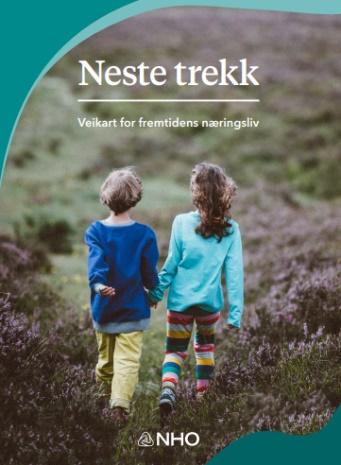 Neste trekk
Veikart for fremtidens næringsliv
NHO